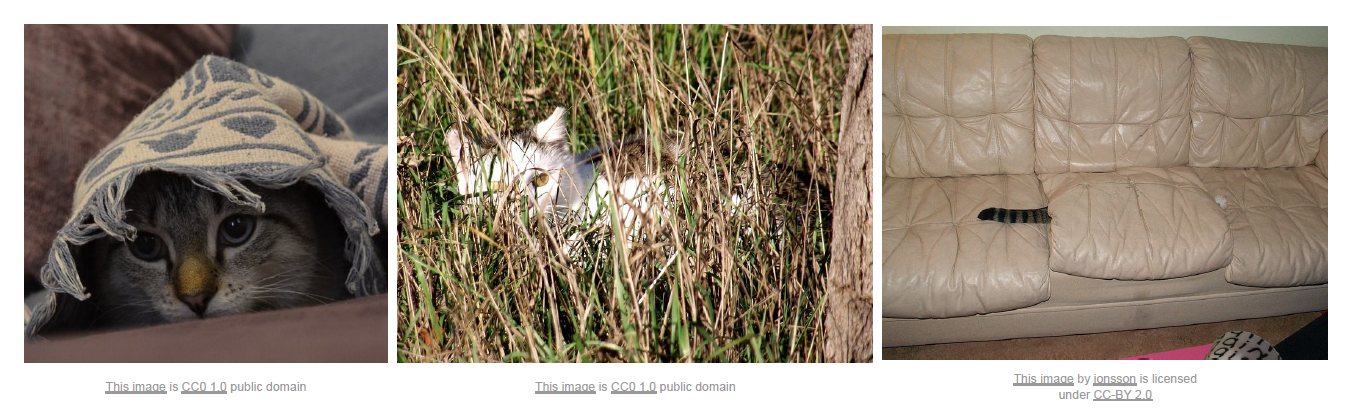 This image is CC0 1.0 public domain
This image is CC0 1.0 public domain
This image by jonsson is licensed
under CC-BY 2.0